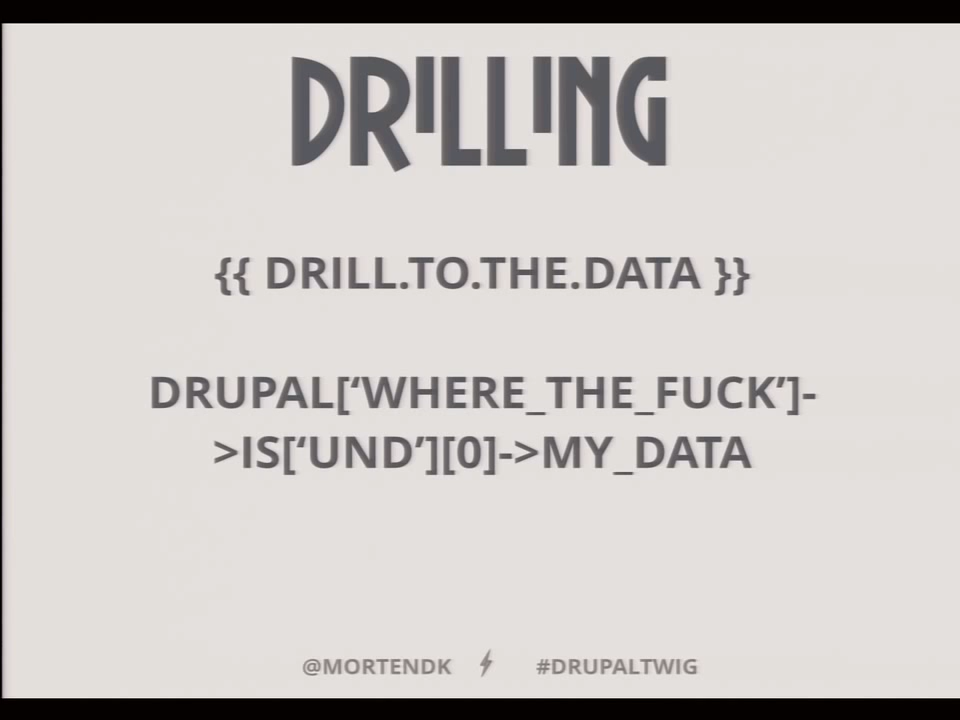 DRILLING
{{ DRILL.TO.THE.DATA }}
DRUPAL[‘WHERE_THE_FUCK’]-
>IS[‘UND’][0]->MY_DATA
@MORTENDK #DRUPALTWIG